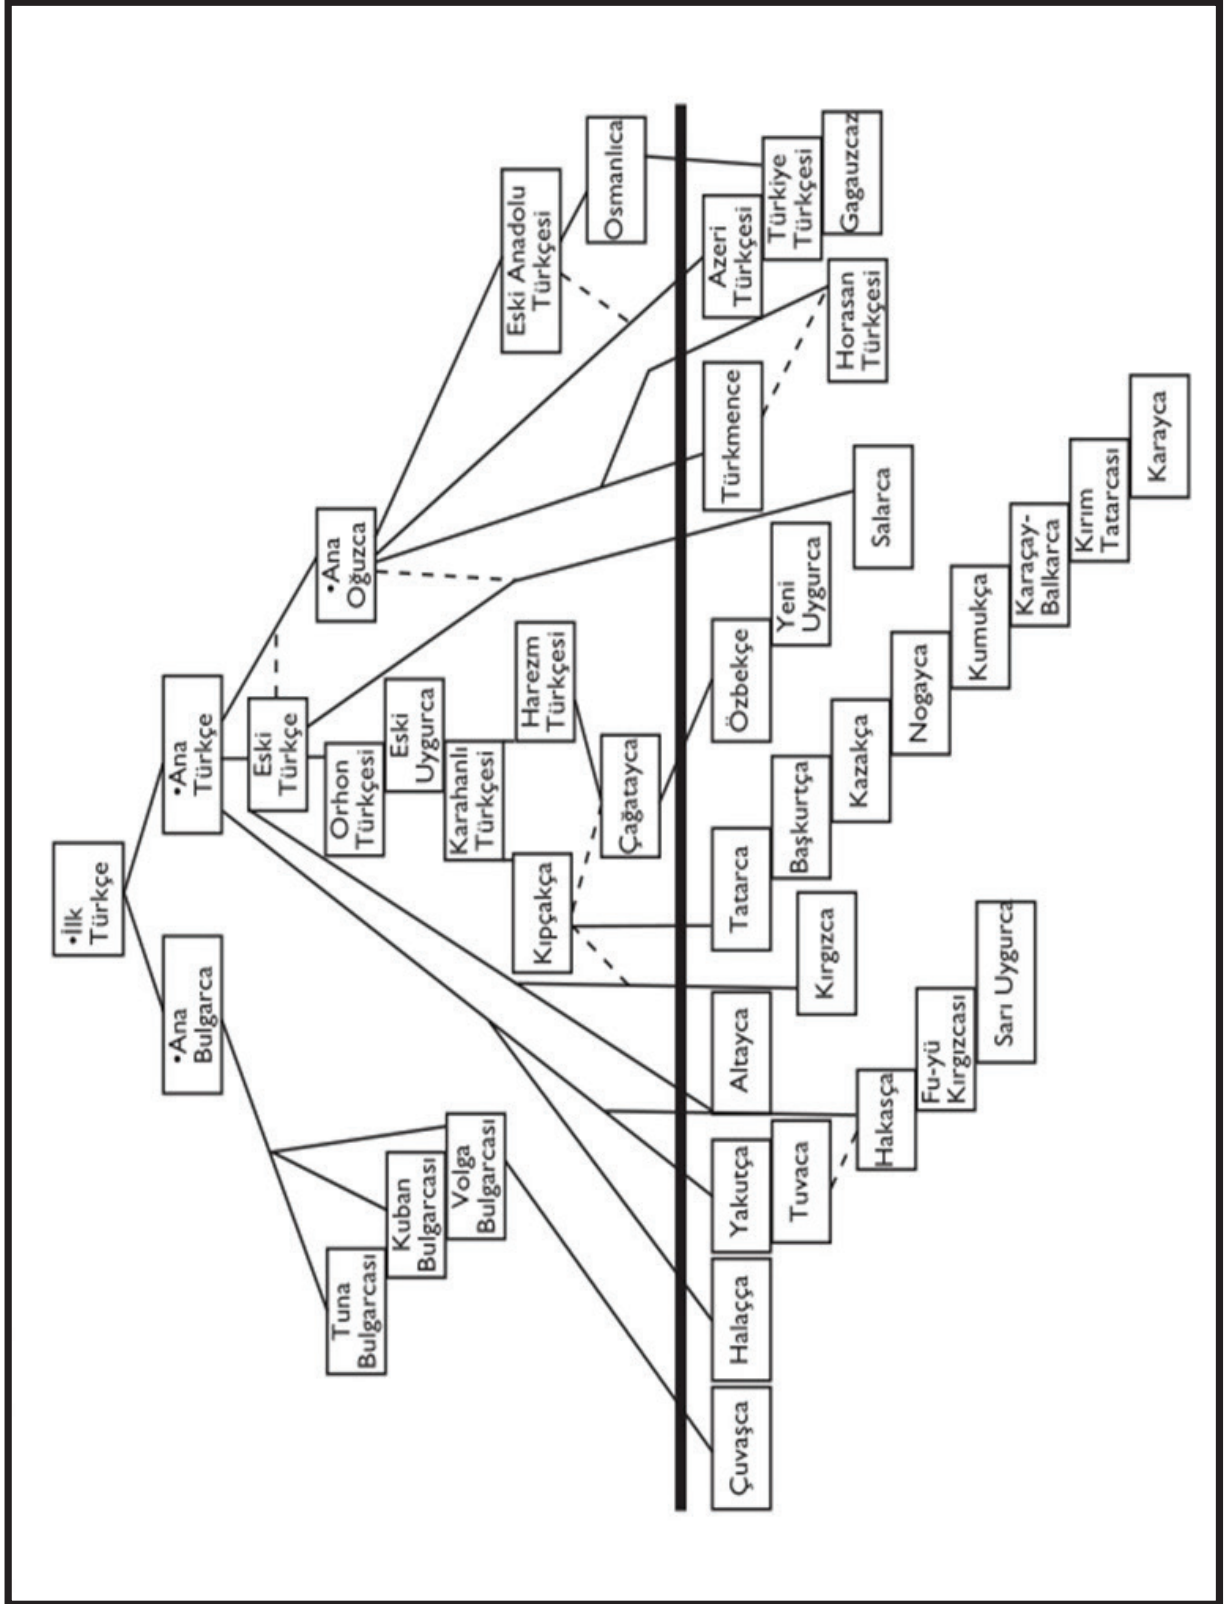 •İlk
Türkçe
•Ana
Bulgarca
•Ana
Türkçe
Eski
Türkçe
•Ana
Oğuzca
Tuna
Bulgarcası
Kuban
Bulgarcası
Volga
Bulgarcası
Orhon
Türkçesi
Eski
Uygurca
Karahanlı
Türkçesi
Kıpçakça
Harezm
Türkçesi
Çağatayca
Eski Anadolu
Türkçesi
Osmanlıca
Çuvaşca
Halaçça
Yakutça
Tuvaca
Altayca
Hakasça
Fu-yü
Kırgızcası
Sarı Uygurca
Kırgızca
Tatarca
Başkurtça
Kazakça
Nogayca
Kumukça
Karaçay-
Balkarca
Kırım
Tatarcası
Karayca
Özbekçe
Yeni
Uygurca
Salarca
Türkmence
Horasan
Türkçesi
Azeri
Türkçesi
Türkiye
Türkçesi
Gagauzcaz